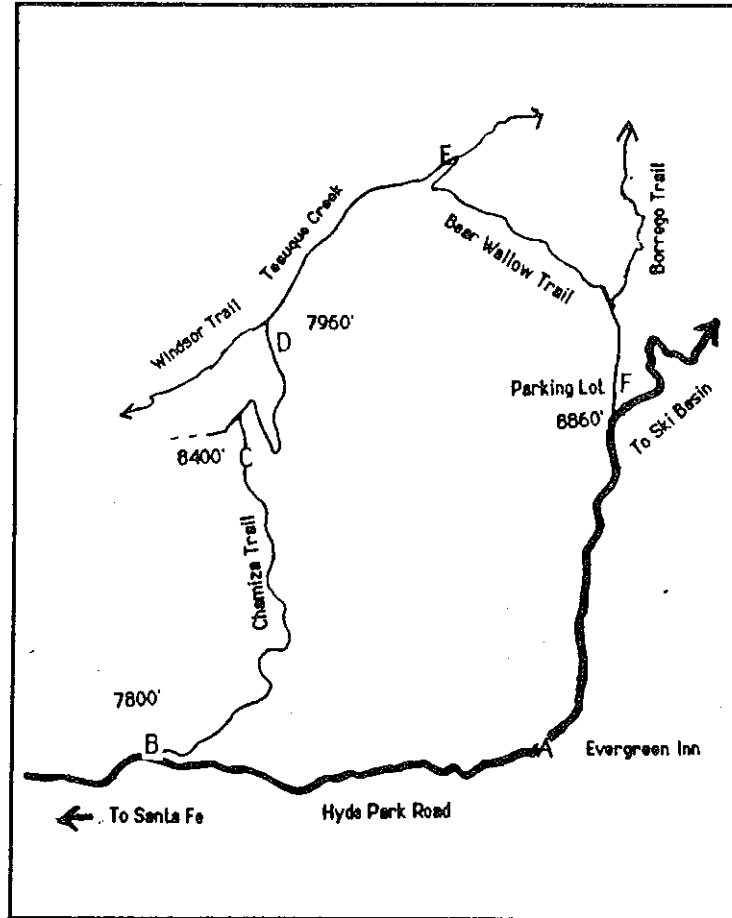 E
Tesuque Creek
Bear Wallow Trail
Borrego Trail
Windsor Trail
7960'
D
Parking Lot
F
8860'
To Ski Basin
8400'
C
Chamiza Trail
7800'
B
A
Evergreen Inn
To Santa Fe
Hyde Park Road